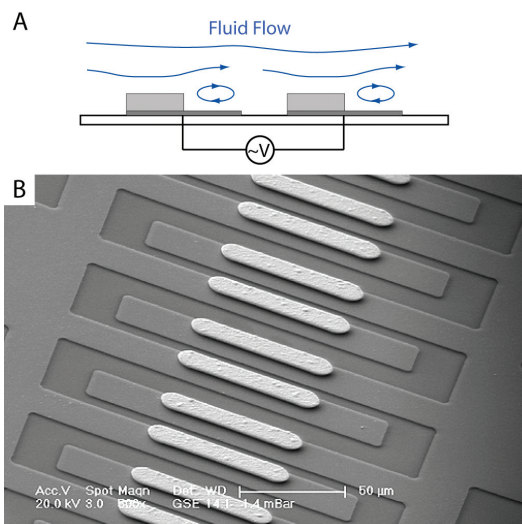 A
Fluid Flow
~V
B
Acc.V Spot Magn Det WD 50 µm
20.0 kV 3.0 800x GSE 14.1 1.4 mBar